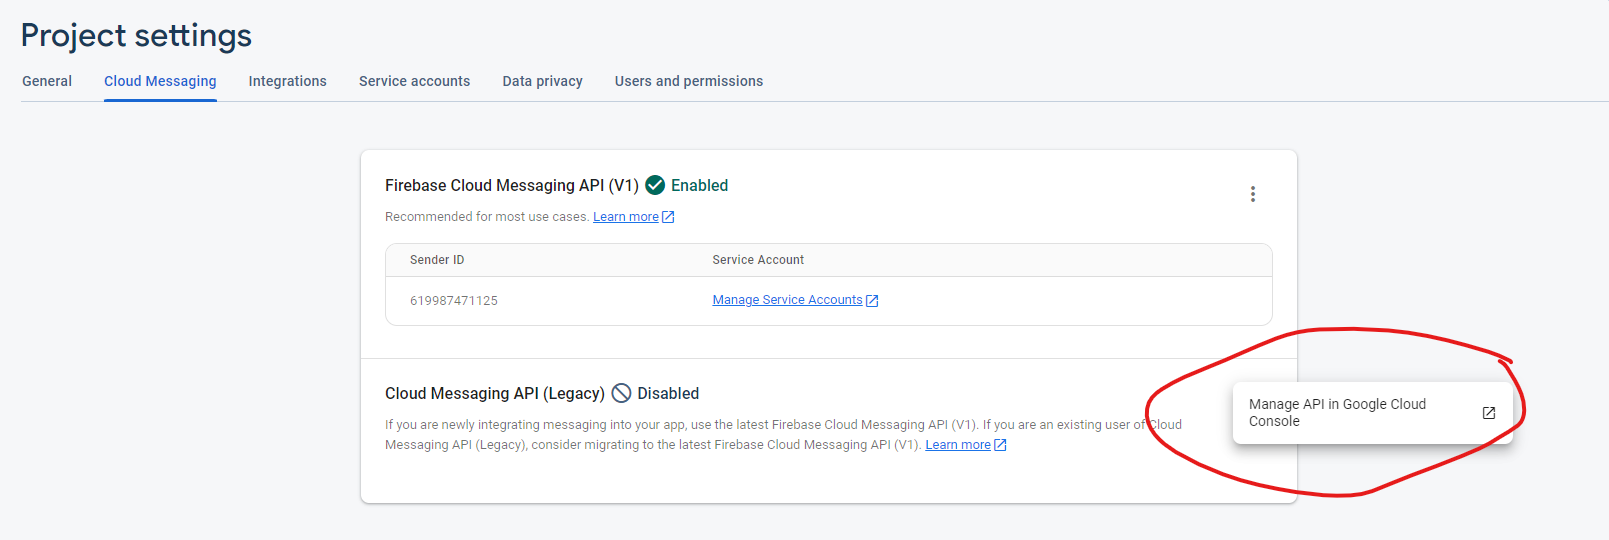 Project settings
General Cloud Messaging Integrations Service accounts Data privacy Users and permissions
Firebase Cloud Messaging API (V1) Enabled
Recommended for most use cases. Learn more
Sender ID Service Account
619987471125 Manage Service Accounts
Cloud Messaging API (Legacy) Disabled
If you are newly integrating messaging into your app, use the latest Firebase Cloud Messaging API (V1). If you are an existing user of Cloud
Messaging API (Legacy), consider migrating to the latest Firebase Cloud Messaging API (V1). Learn more
Manage API in Google Cloud
Console